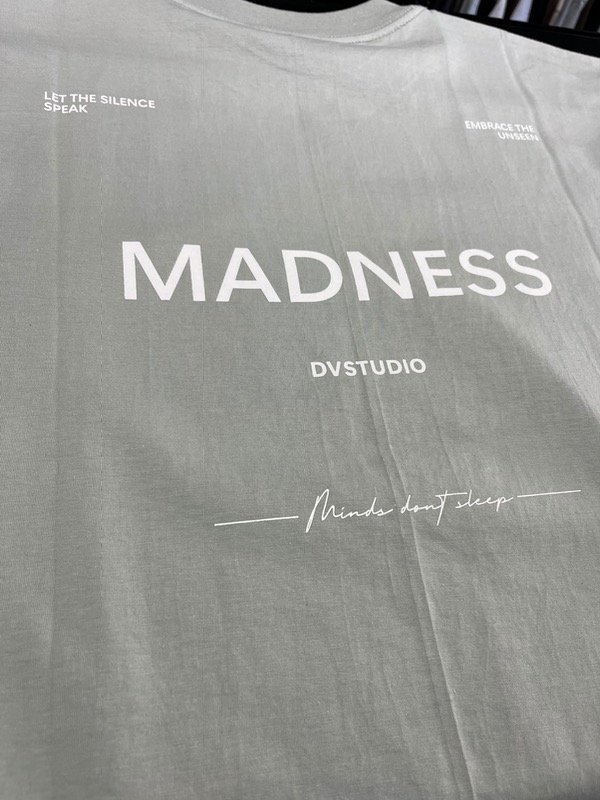 LET THE SILENCE
SPEAK
EMBRACE THE
UNSEEN
MADNESS
DVSTUDIO
Minds dont sleep